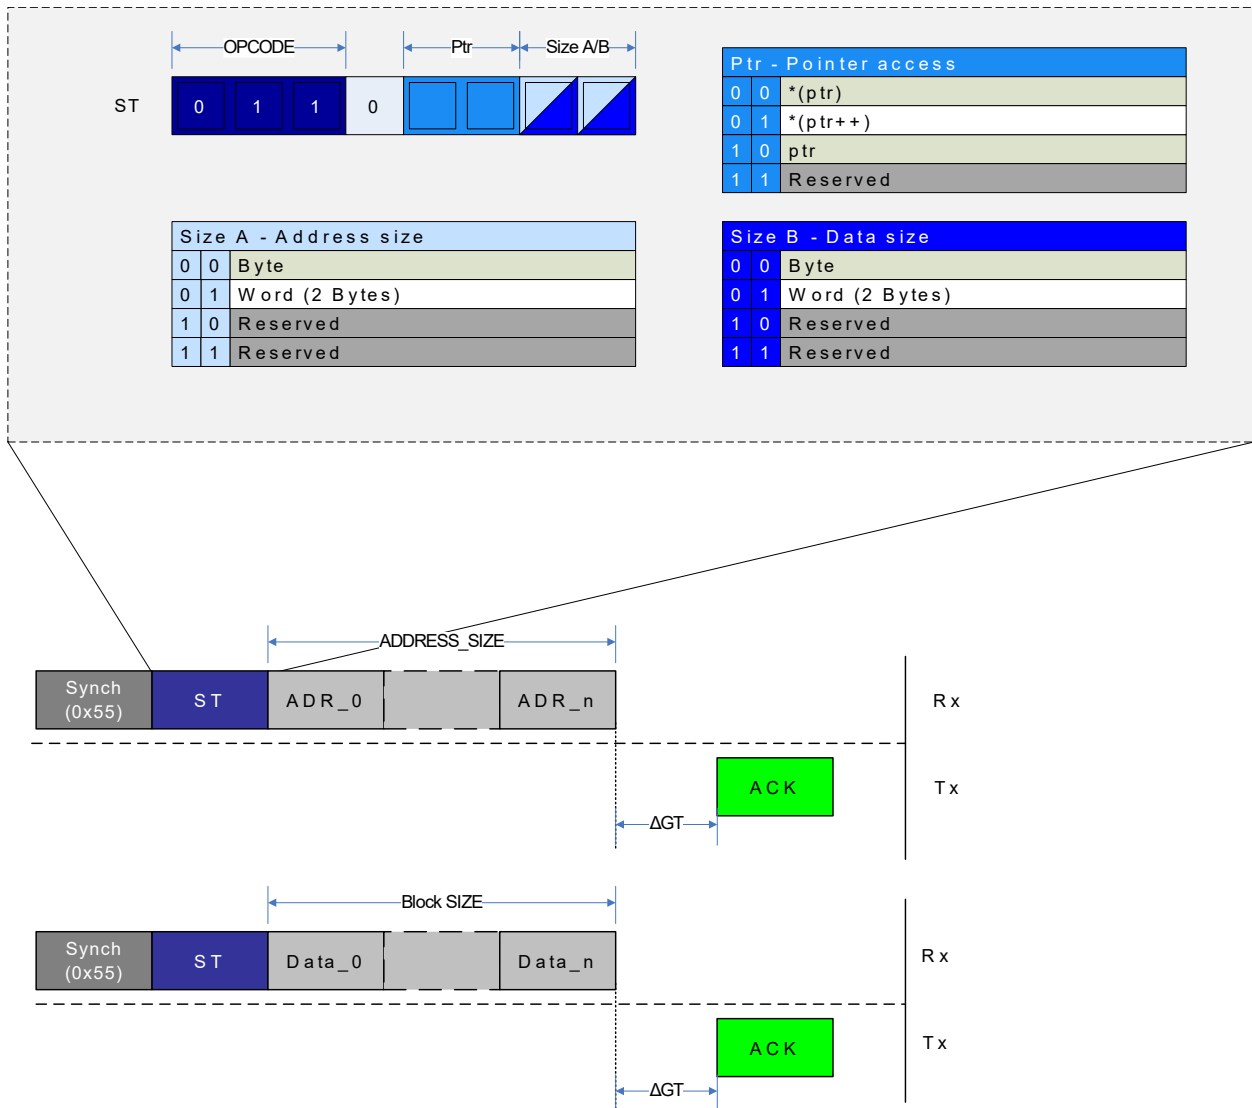 OPCODE Ptr Size A/B
ST 0 1 1 0
Ptr - Pointer access
0 0 *(ptr)
0 1 *(ptr++)
1 0 ptr
1 1 Reserved
Size A - Address size
0 0 Byte
0 1 Word (2 Bytes)
1 0 Reserved
1 1 Reserved
Size B - Data size
0 0 Byte
0 1 Word (2 Bytes)
1 0 Reserved
1 1 Reserved
ADDRESS_SIZE
Synch
(0x55)
ST ADR_0 ADR_n Rx
ACK Tx
ΔGT
Block SIZE
Synch
(0x55)
ST Data_0 Data_n Rx
ACK Tx
ΔGT